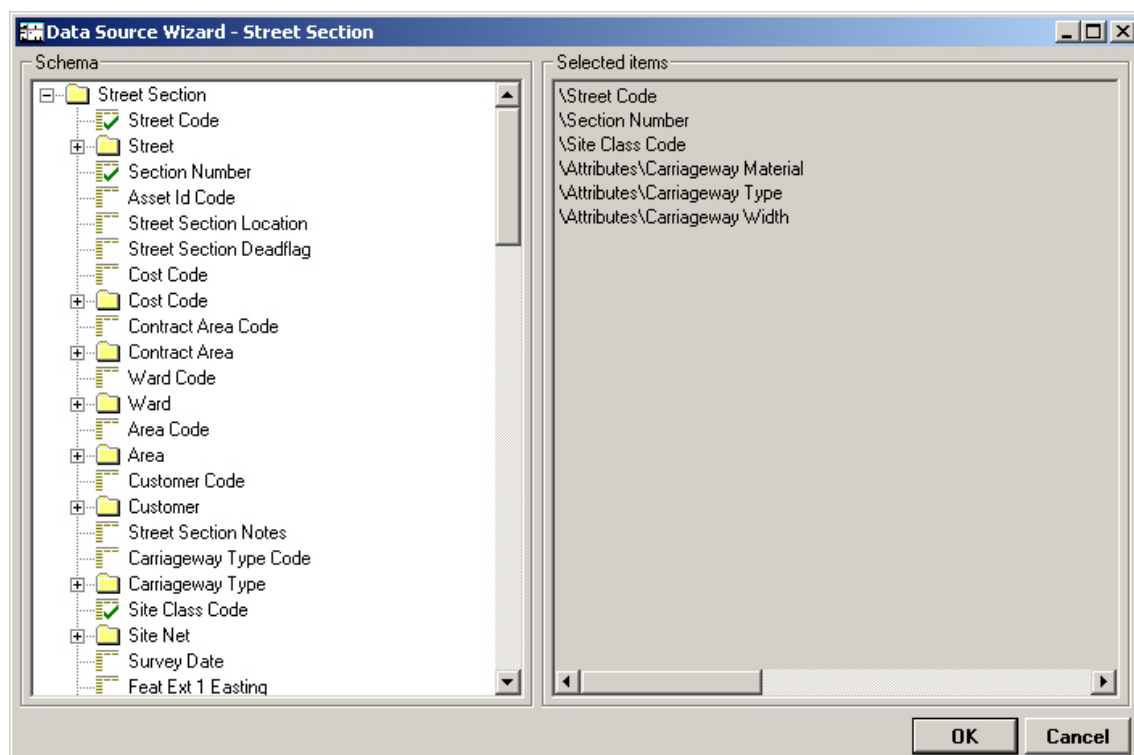 Data Source Wizard - Street Section
Schema
Street Section
Street Code
Street
Section Number
Asset Id Code
Street Section Location
Street Section Deadflag
Cost Code
Cost Code
Contract Area Code
Contract Area
Ward Code
Ward
Area Code
Area
Customer Code
Customer
Street Section Notes
Carriageway Type Code
Carriageway Type
Site Class Code
Site Net
Survey Date
Feat Ext 1 Easting
Selected items
\Street Code
\Section Number
\Site Class Code
\Attributes\Carriageway Material
\Attributes\Carriageway Type
\Attributes\Carriageway Width
OK
Cancel